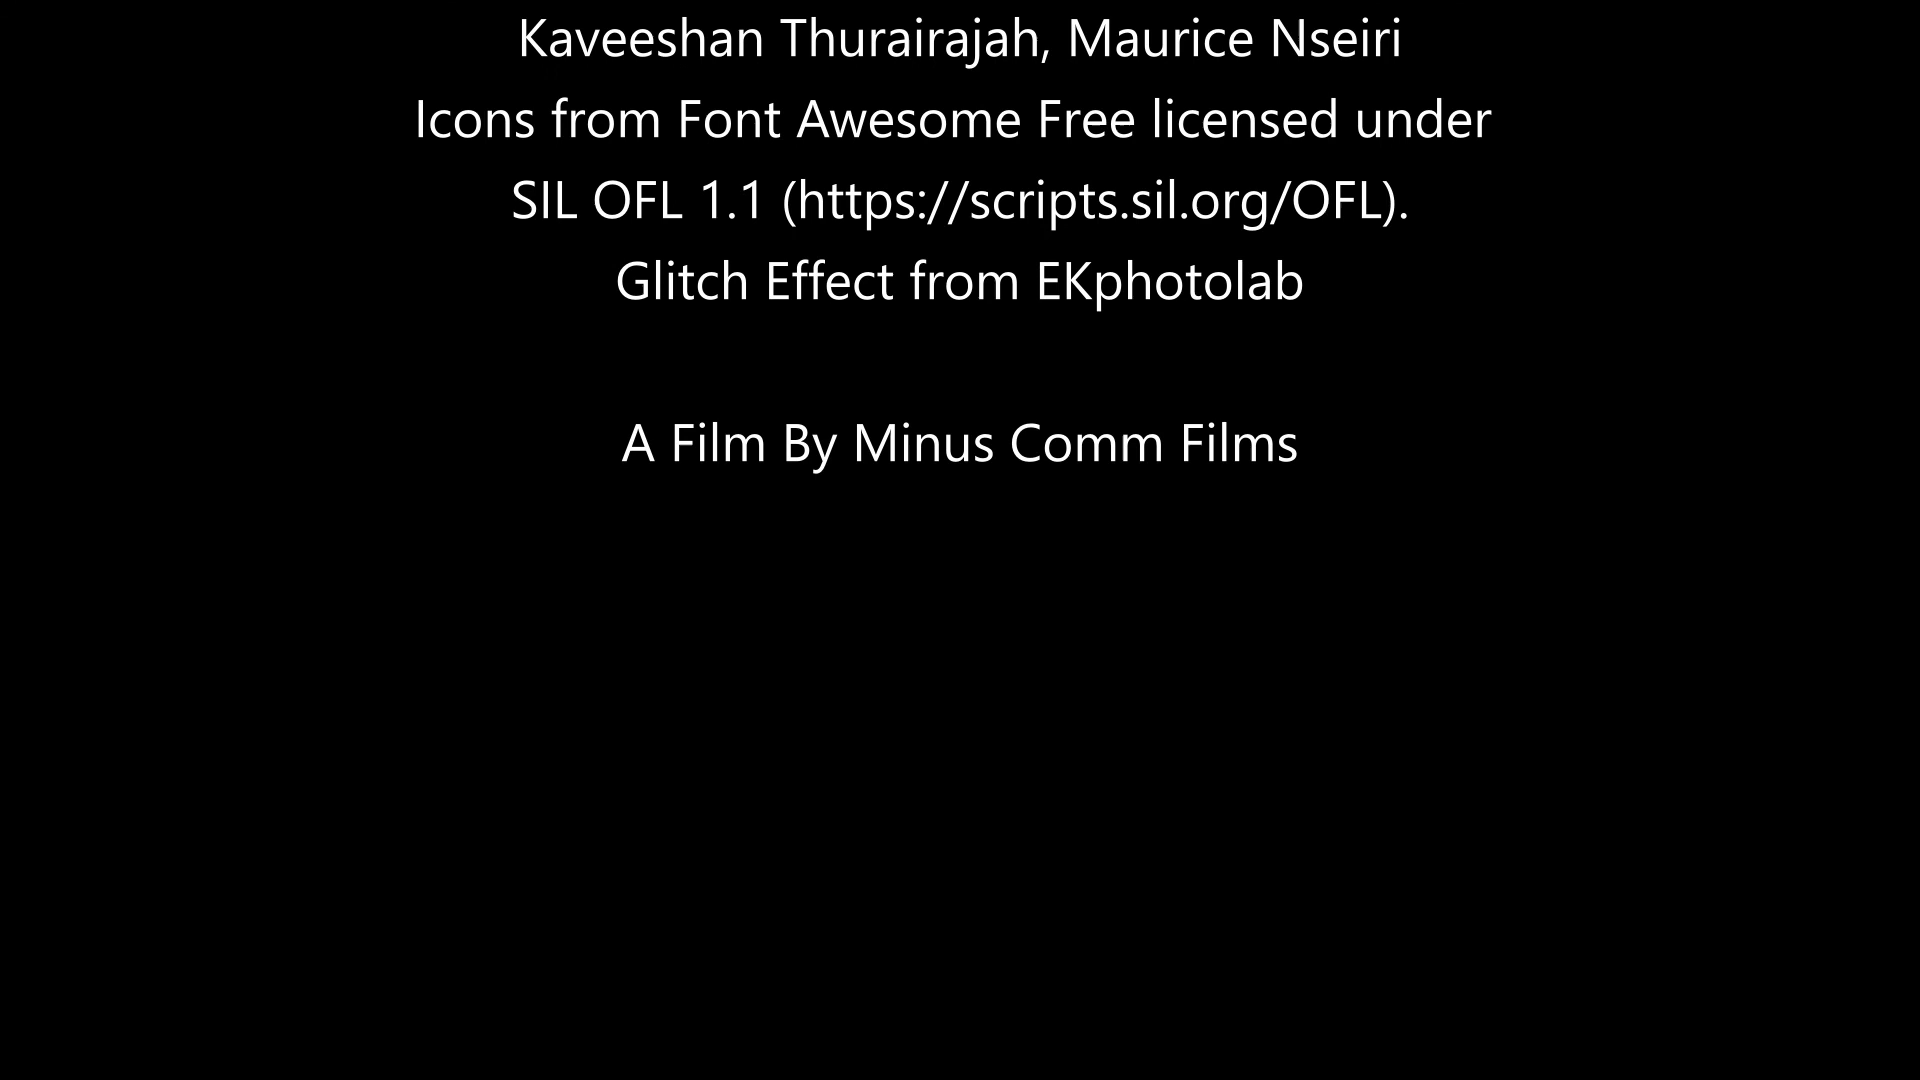 Kaveeshan Thurairajah, Maurice Nseiri
Icons from Font Awesome Free licensed under
SIL OFL 1.1 (https://scripts.sil.org/OFL).
Glitch Effect from EKphotolab
A Film By Minus Comm Films